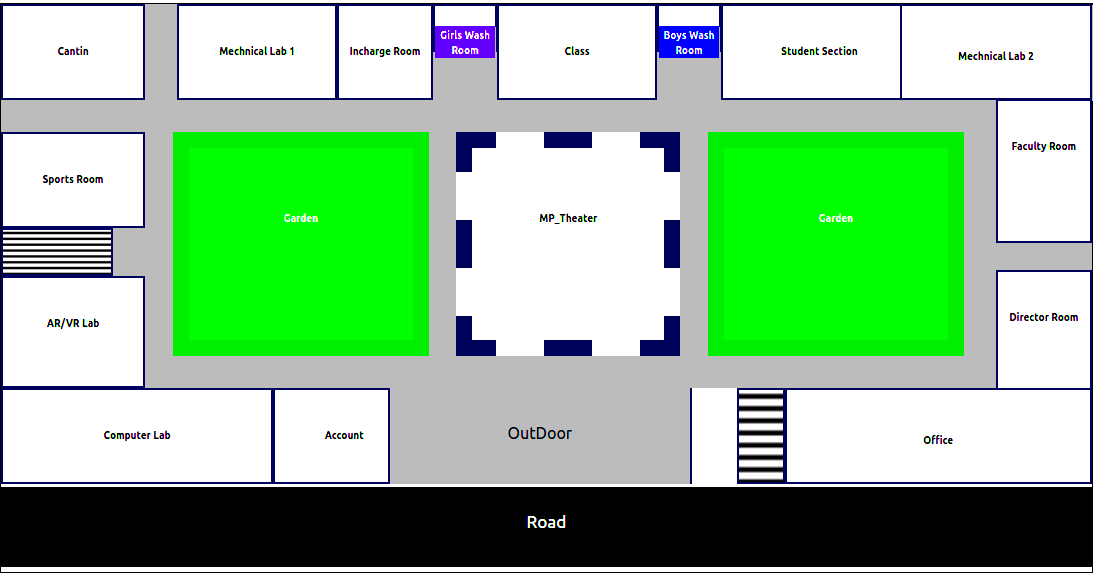 Cantin
Mechnical Lab 1
Incharge Room
Girls Wash
Room
Class
Boys Wash
Room
Student Section
Mechnical Lab 2
Faculty Room
Sports Room
Garden
MP_Theater
Garden
AR/VR Lab
Director Room
Computer Lab
Account
OutDoor
Office
Road